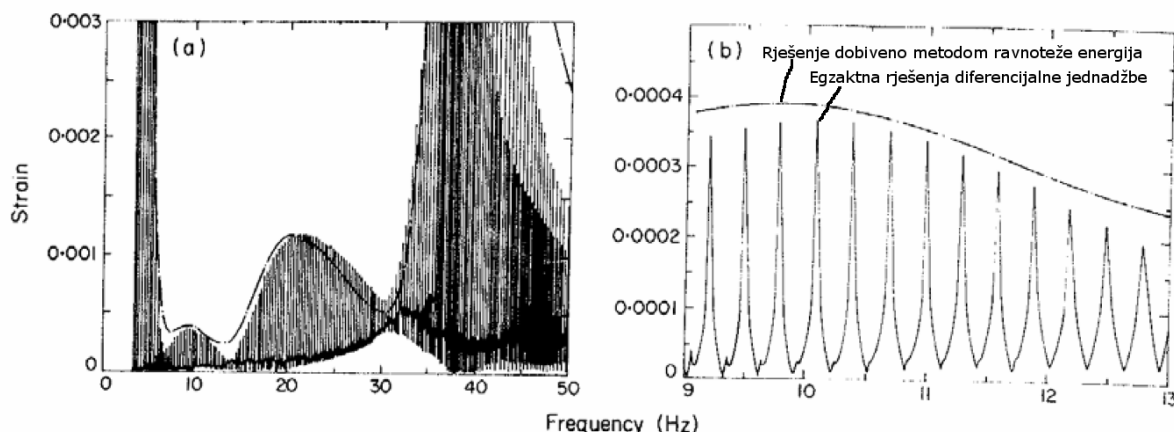 0·003
(a)
0·002
0·001
0
Strain
0 10 20 30 40 50
(b)
Rješenje dobiveno metodom ravnoteže energija
Egzaktna rješenja diferencijalne jednadžbe
0·0004
0·0003
0·0002
0·0001
0
9 10 11 12 13
Frequency (Hz)